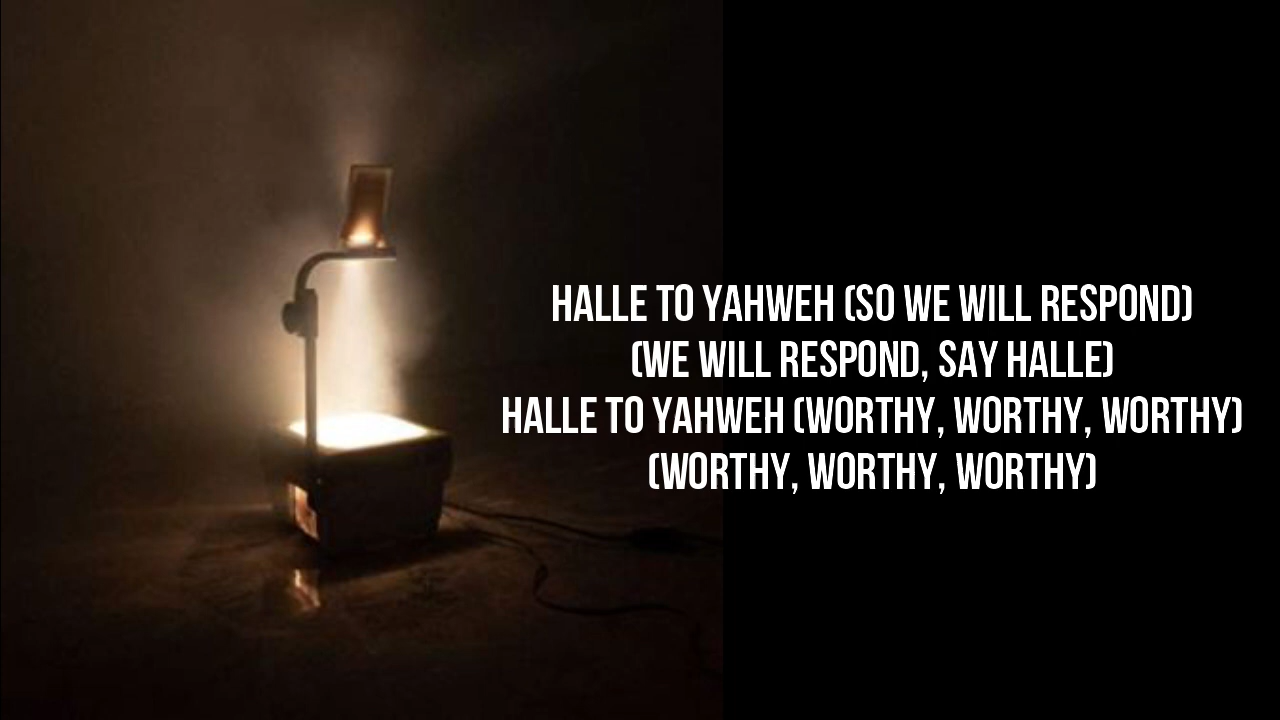 HALLE TO YAHWEH (SO WE WILL RESPOND)
(WE WILL RESPOND, SAY HALLE)
HALLE TO YAHWEH (WORTHY, WORTHY, WORTHY)
(WORTHY, WORTHY, WORTHY)